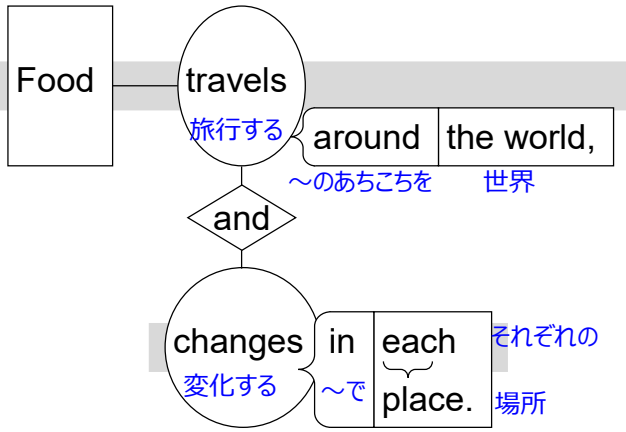 Food travels
旅行する
around the world,
～のあちこちを 世界
and
changes in each それぞれの
変化する ～で
place. 場所